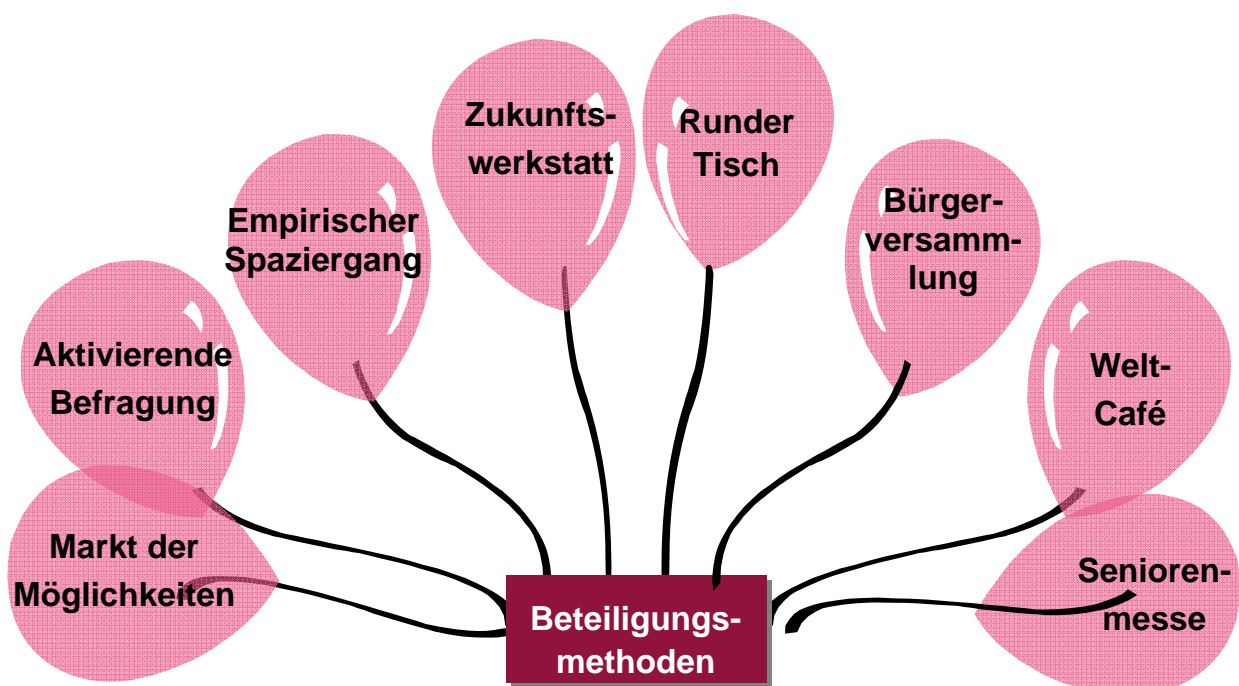 Zukunfts-
werkstatt
Runder
Tisch
Empirischer
Spaziergang
Bürger-
versamm-
lung
Aktivierende
Befragung
Welt-
Café
Markt der
Möglichkeiten
Senioren-
messe
Beteiligungs-
methoden